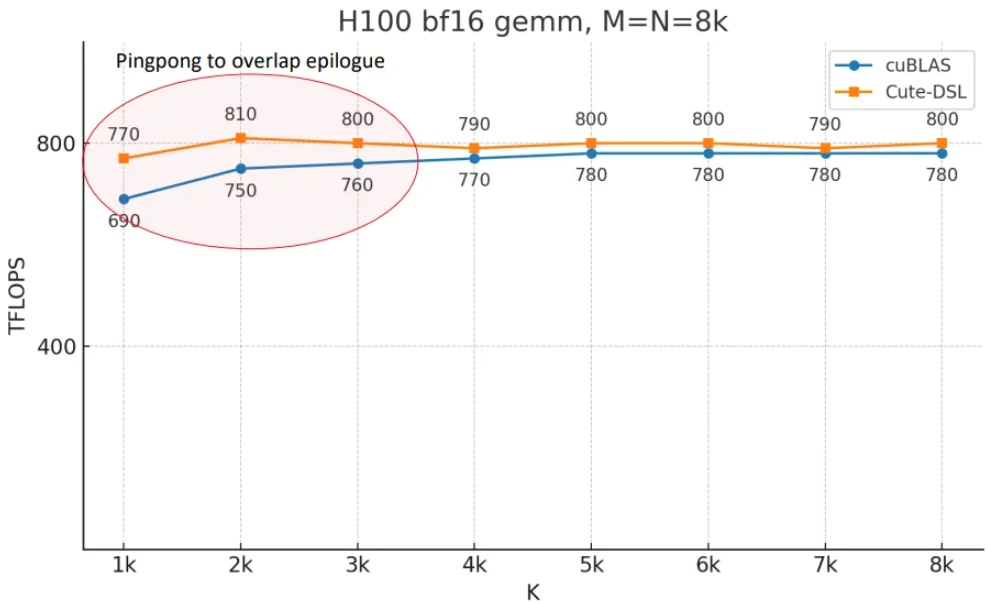 H100 bf16 gemm, M=N=8k
Pingpong to overlap epilogue
cuBLAS
Cute-DSL
770 810 800 790 800 800 790 800
690 750 760 770 780 780 780 780
TFLOPS
800
400
1k 2k 3k 4k 5k 6k 7k 8k
K